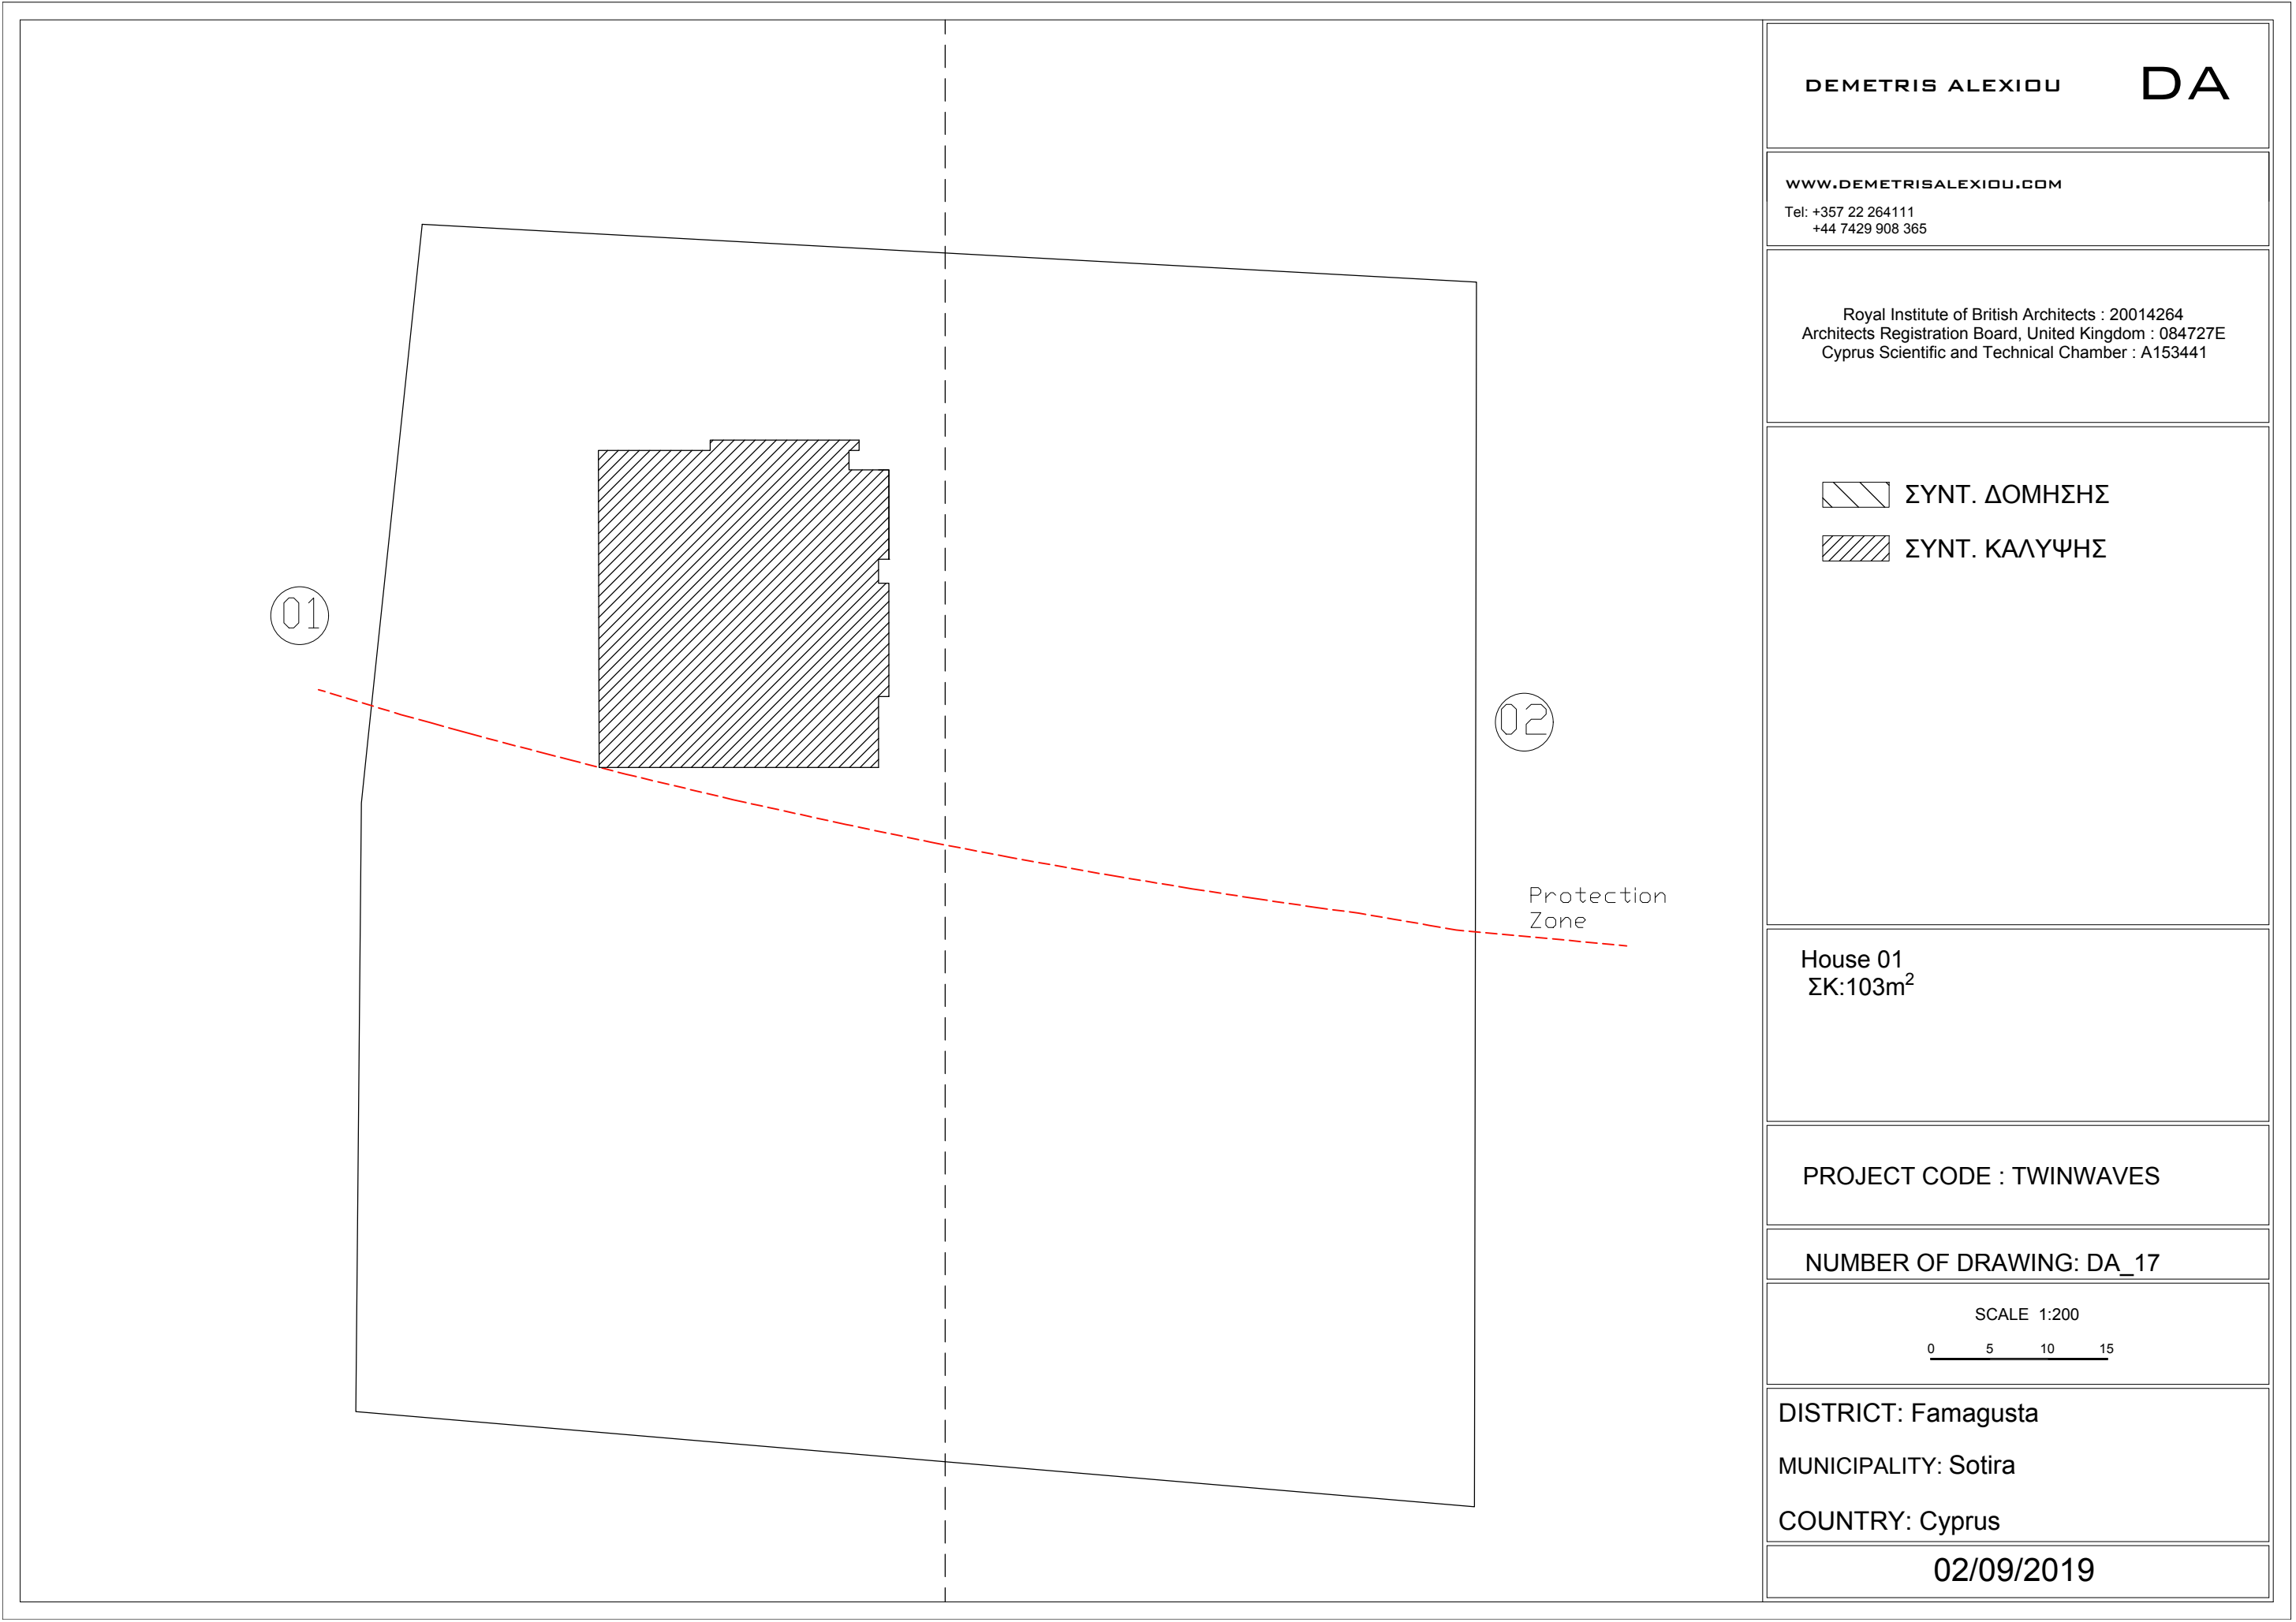 01
02
Protection
Zone
DEMETRIS ALEXIOU DA
WWW.DEMETRISALEXIOU.COM
Tel: +357 22 264111
+44 7429 908 365
Royal Institute of British Architects : 20014264
Architects Registration Board, United Kingdom : 084727E
Cyprus Scientific and Technical Chamber : A153441
ΣΥΝΤ. ΔΟΜΗΣΗΣ
ΣΥΝΤ. ΚΑΛΥΨΗΣ
House 01
ΣΚ:103m²
PROJECT CODE : TWINWAVES
NUMBER OF DRAWING: DA_17
SCALE 1:200
0 5 10 15
DISTRICT: Famagusta
MUNICIPALITY: Sotira
COUNTRY: Cyprus
02/09/2019